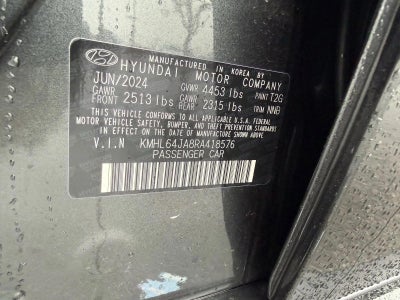 MANUFACTURED IN KOREA BY
HYUNDAI MOTOR COMPANY
JUN/2024 GVWR 4453 lbs PAINT T2G
GAWR FRONT 2513 lbs GAWR REAR 2315 lbs TRIM NNB
THIS VEHICLE CONFORMS TO ALL APPLICABLE FEDERAL
MOTOR VEHICLE SAFETY, BUMPER, AND THEFT
PREVENTION STANDARDS IN EFFECT ON THE DATE OF
MANUFACTURE SHOWN ABOVE.
V.I.N KMHL64JA8RA418576
PASSENGER CAR